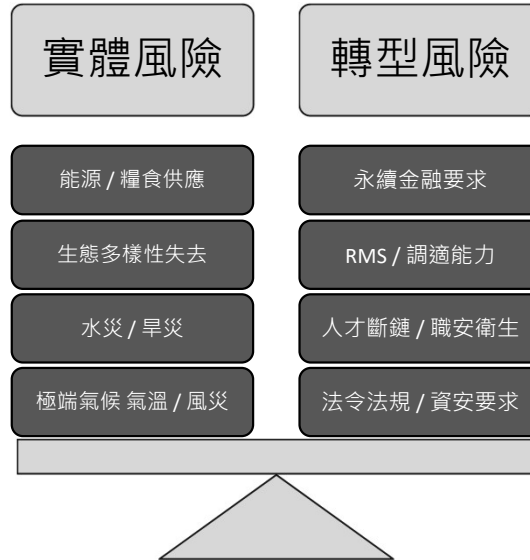 實體風險
轉型風險
能源 / 糧食供應
永續金融要求
生態多樣性失去
RMS / 調適能力
水災 / 旱災
人才斷鏈 / 職安衛生
極端氣候 氣溫 / 風災
法令法規 / 資安要求